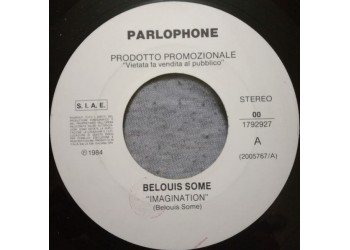 PARLOPHONE
PRODOTTO PROMOZIONALE
"Vietata la vendita al pubblico"
S.I.A.E.
STEREO
00
1792927
A
℗ 1984
(2005767/A)
BELOUIS SOME
"IMAGINATION"
(Belouis Some)